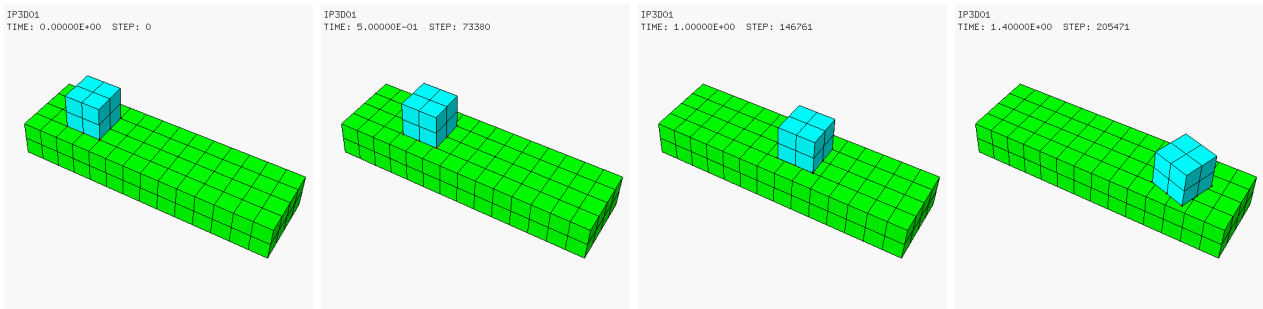 IP3D01
TIME: 0.00000E+00 STEP: 0
IP3D01
TIME: 5.00000E-01 STEP: 73380
IP3D01
TIME: 1.00000E+00 STEP: 146761
IP3D01
TIME: 1.40000E+00 STEP: 205471